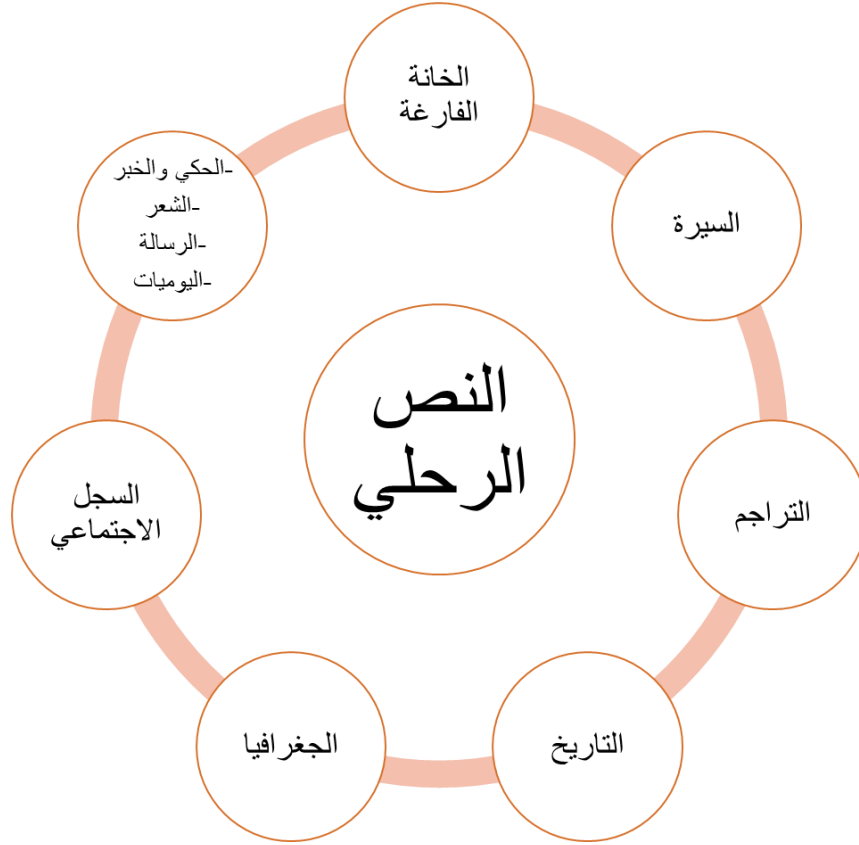 الخانة
الفارغة
السيرة
التراجم
التاريخ
الجغرافيا
السجل
الاجتماعي
-الحكي والخبر
-الشعر
-الرسالة
-اليوميات
النص
الرحلي